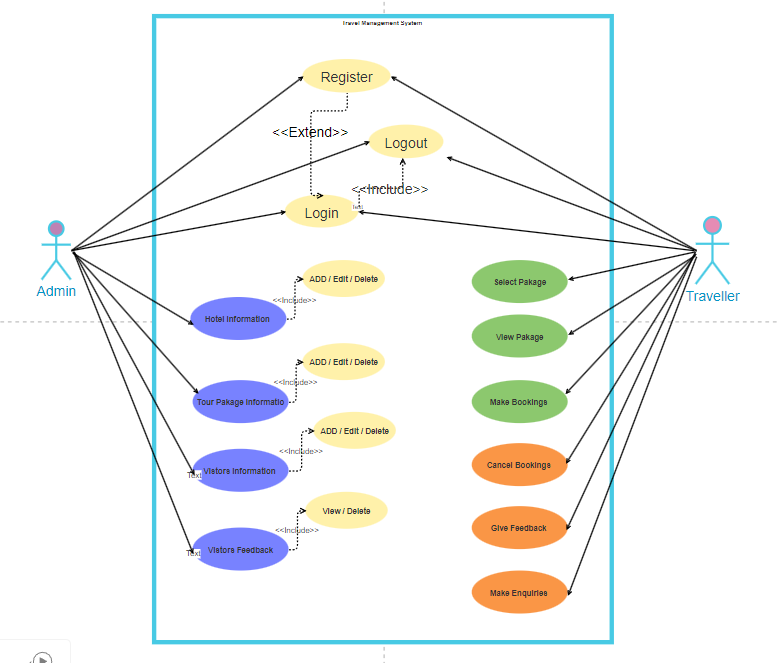 Travel Management System
Register
<<Extend>>
Logout
<<Include>>
Text
Login
Admin
Traveller
ADD / Edit / Delete
<<Include>>
Hotel Information
Select Pakage
View Pakage
ADD / Edit / Delete
<<Include>>
Tour Pakage Informatio
Make Bookings
ADD / Edit / Delete
<<Include>>
Text
Vistors Information
Cancel Bookings
View / Delete
<<Include>>
Text
Vistors Feedback
Give Feedback
Make Enquiries